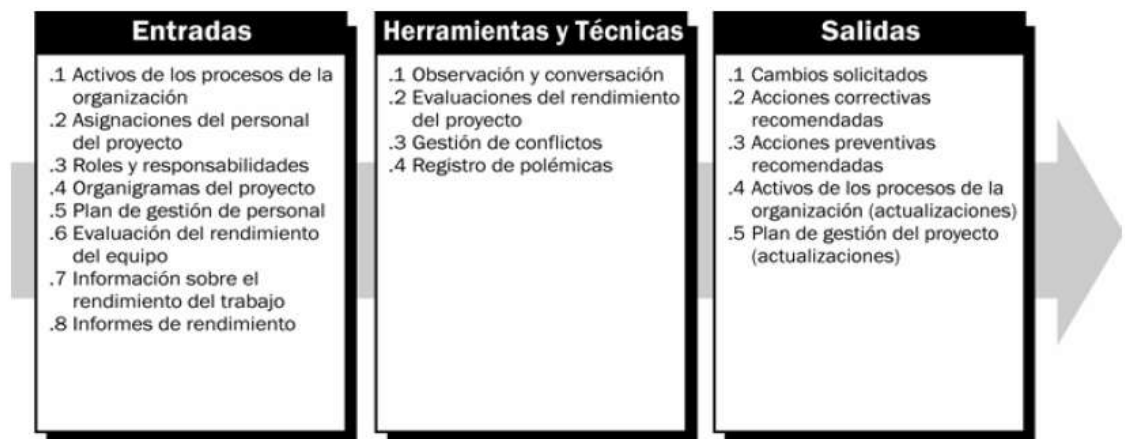 Entradas
.1 Activos de los procesos de la
organización
.2 Asignaciones del personal
del proyecto
.3 Roles y responsabilidades
.4 Organigramas del proyecto
.5 Plan de gestión de personal
.6 Evaluación del rendimiento
del equipo
.7 Información sobre el
rendimiento del trabajo
.8 Informes de rendimiento
Herramientas y Técnicas
.1 Observación y conversación
.2 Evaluaciones del rendimiento
del proyecto
.3 Gestión de conflictos
.4 Registro de polémicas
Salidas
.1 Cambios solicitados
.2 Acciones correctivas
recomendadas
.3 Acciones preventivas
recomendadas
.4 Activos de los procesos de la
organización (actualizaciones)
.5 Plan de gestión del proyecto
(actualizaciones)